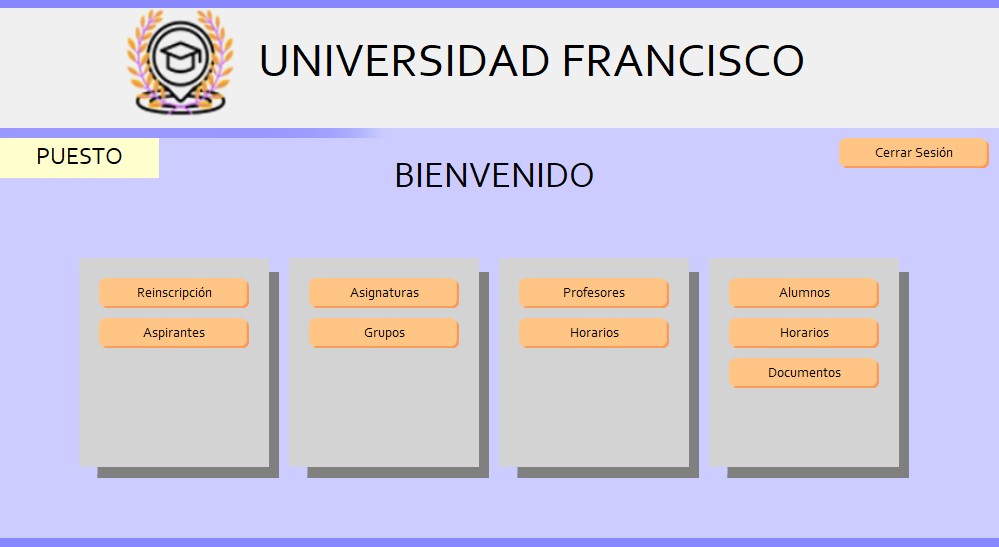 UNIVERSIDAD FRANCISCO
PUESTO
Cerrar Sesión
BIENVENIDO
Reinscripción
Aspirantes
Asignaturas
Grupos
Profesores
Horarios
Alumnos
Horarios
Documentos